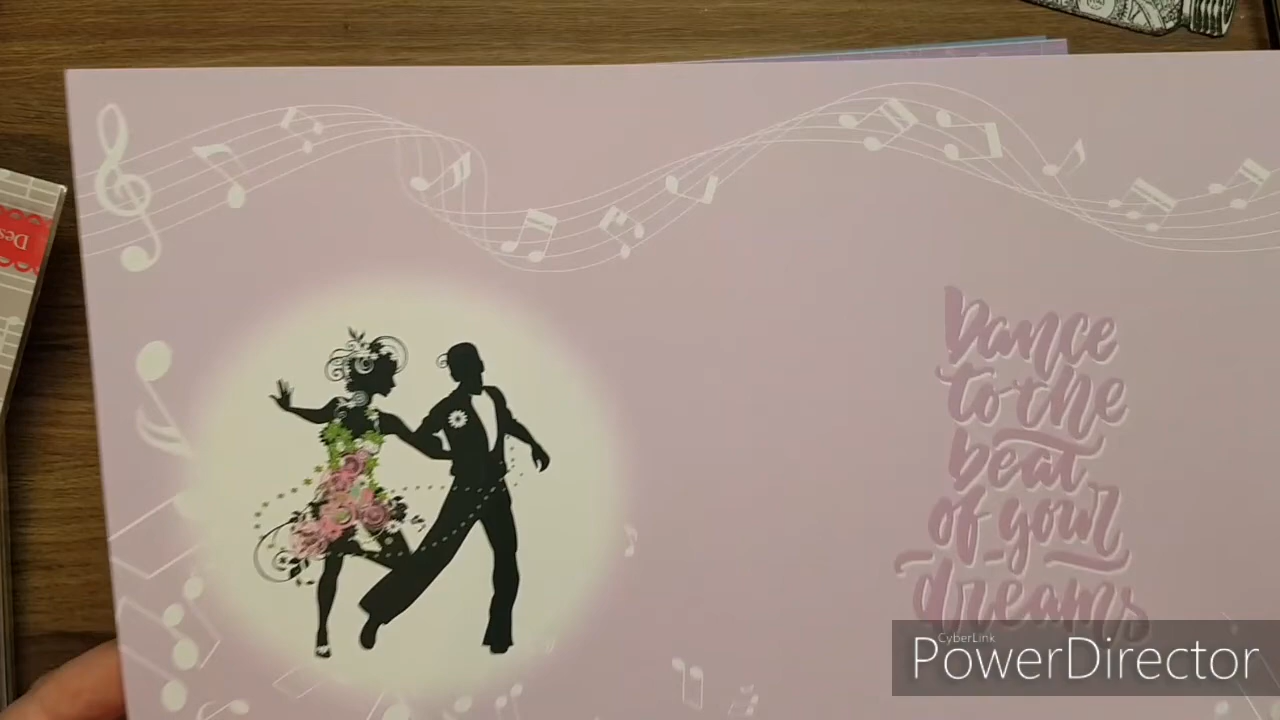 Des
Dance
to the
beat
of your
dreams
CyberLink
PowerDirector